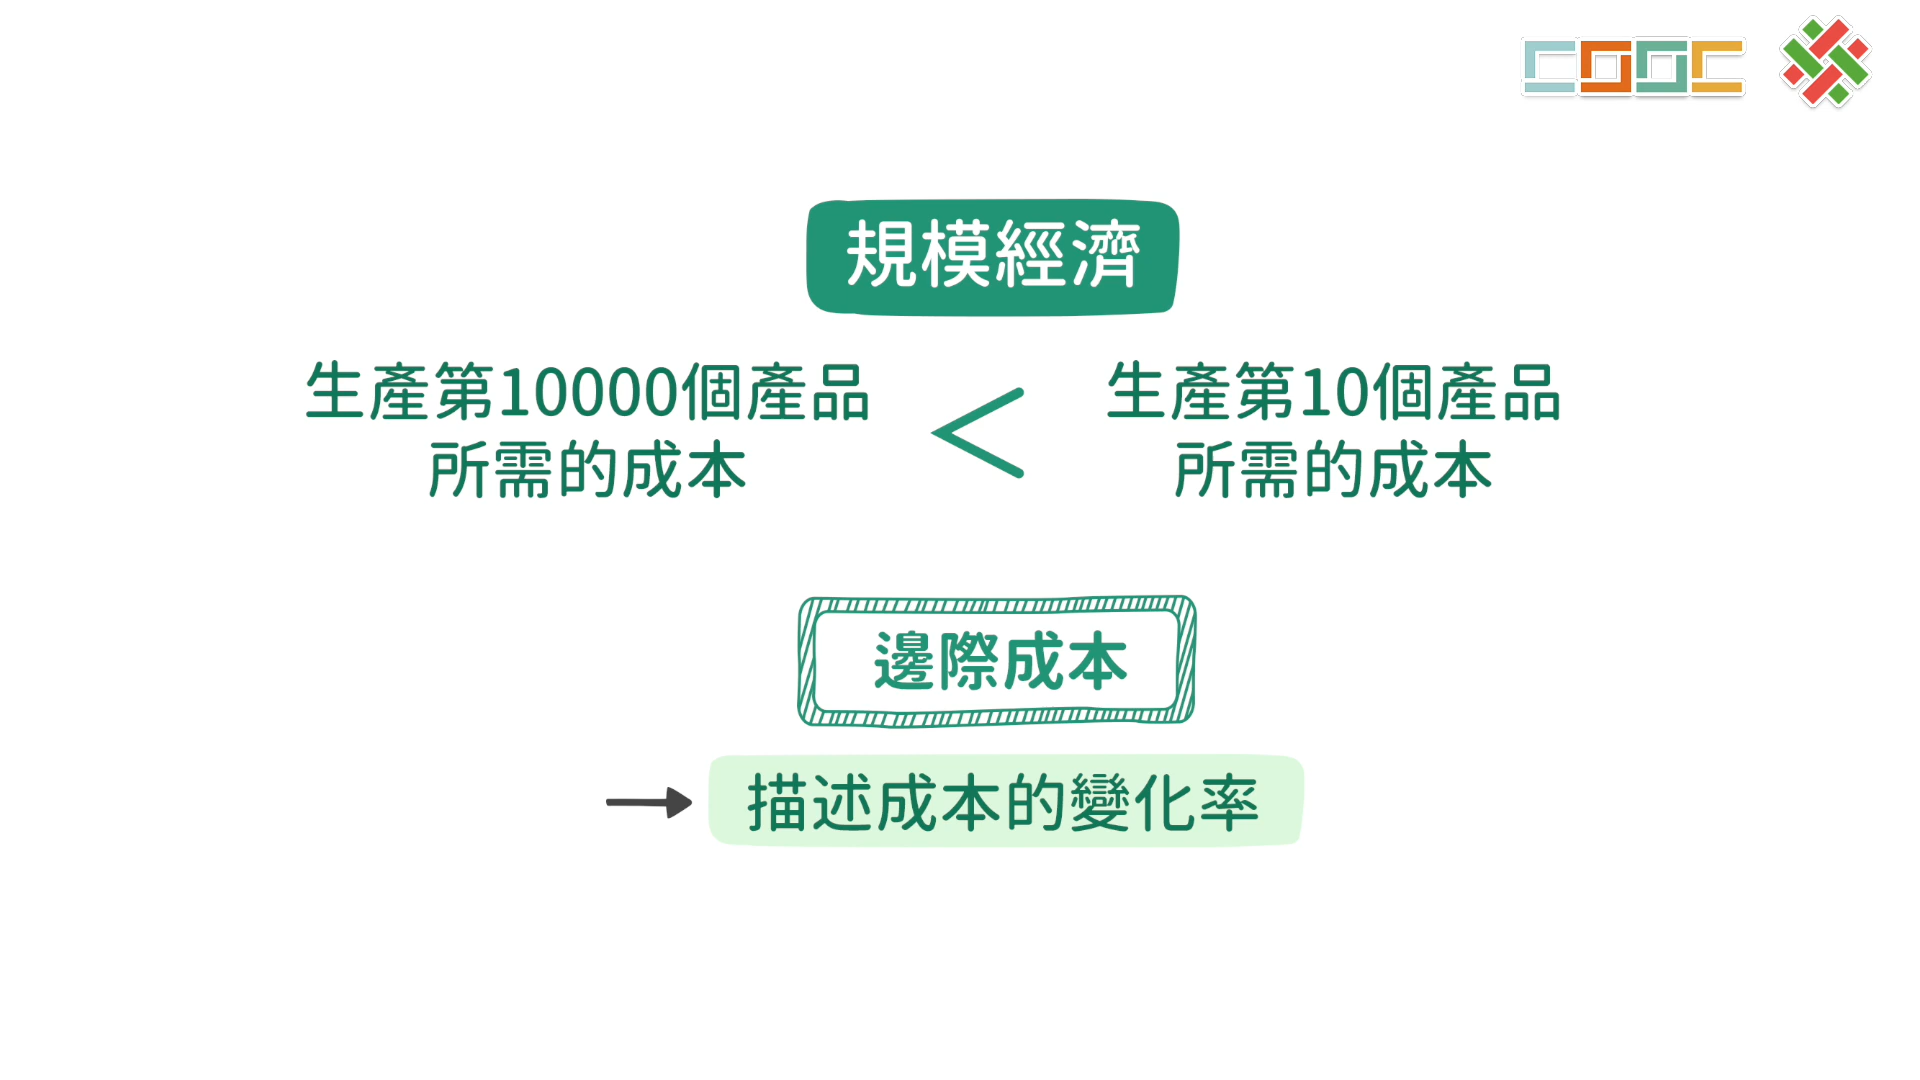 規模經濟
生產第10000個產品
所需的成本
<
生產第10個產品
所需的成本
邊際成本
描述成本的變化率